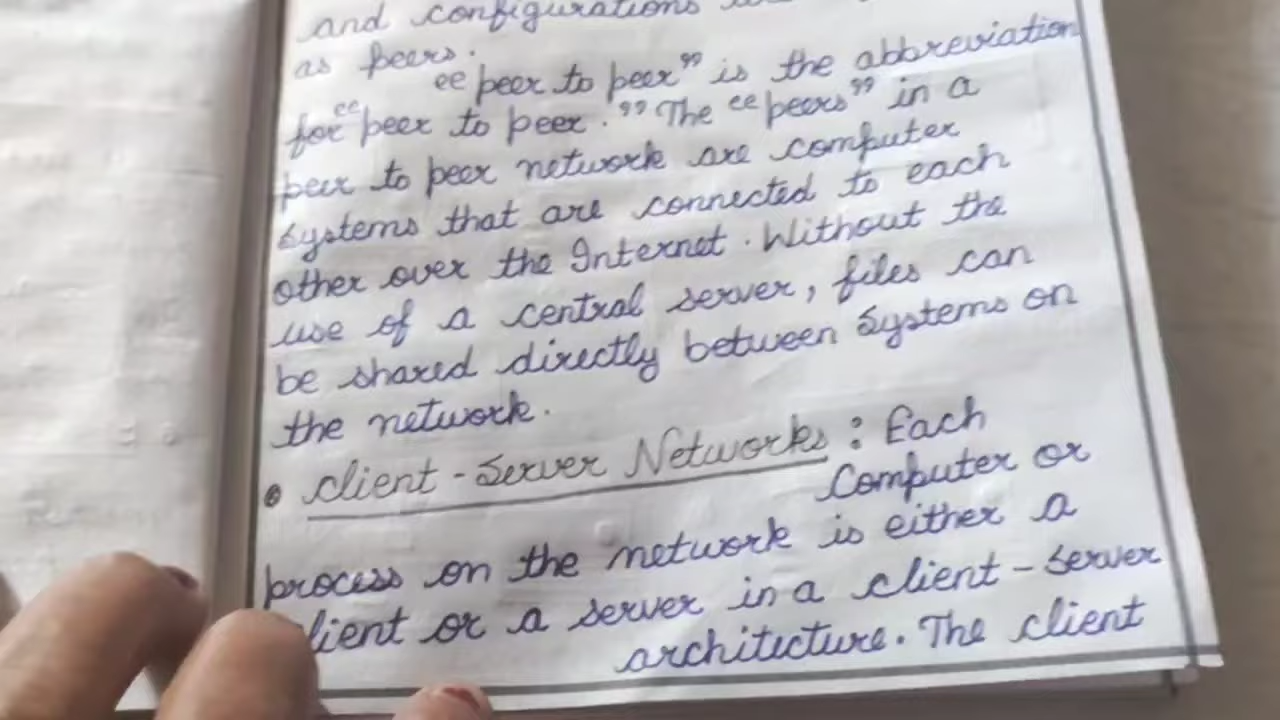 and configurations
as peers.
"peer to peer" is the abbreviation
for "peer to peer." The "peers" in a
peer to peer network are computer
systems that are connected to each
other over the Internet. Without the
use of a central server, files can
be shared directly between systems on
the network.
• Client-Server Networks : Each
Computer or
process on the network is either a
client or a server in a client-server
architecture. The client